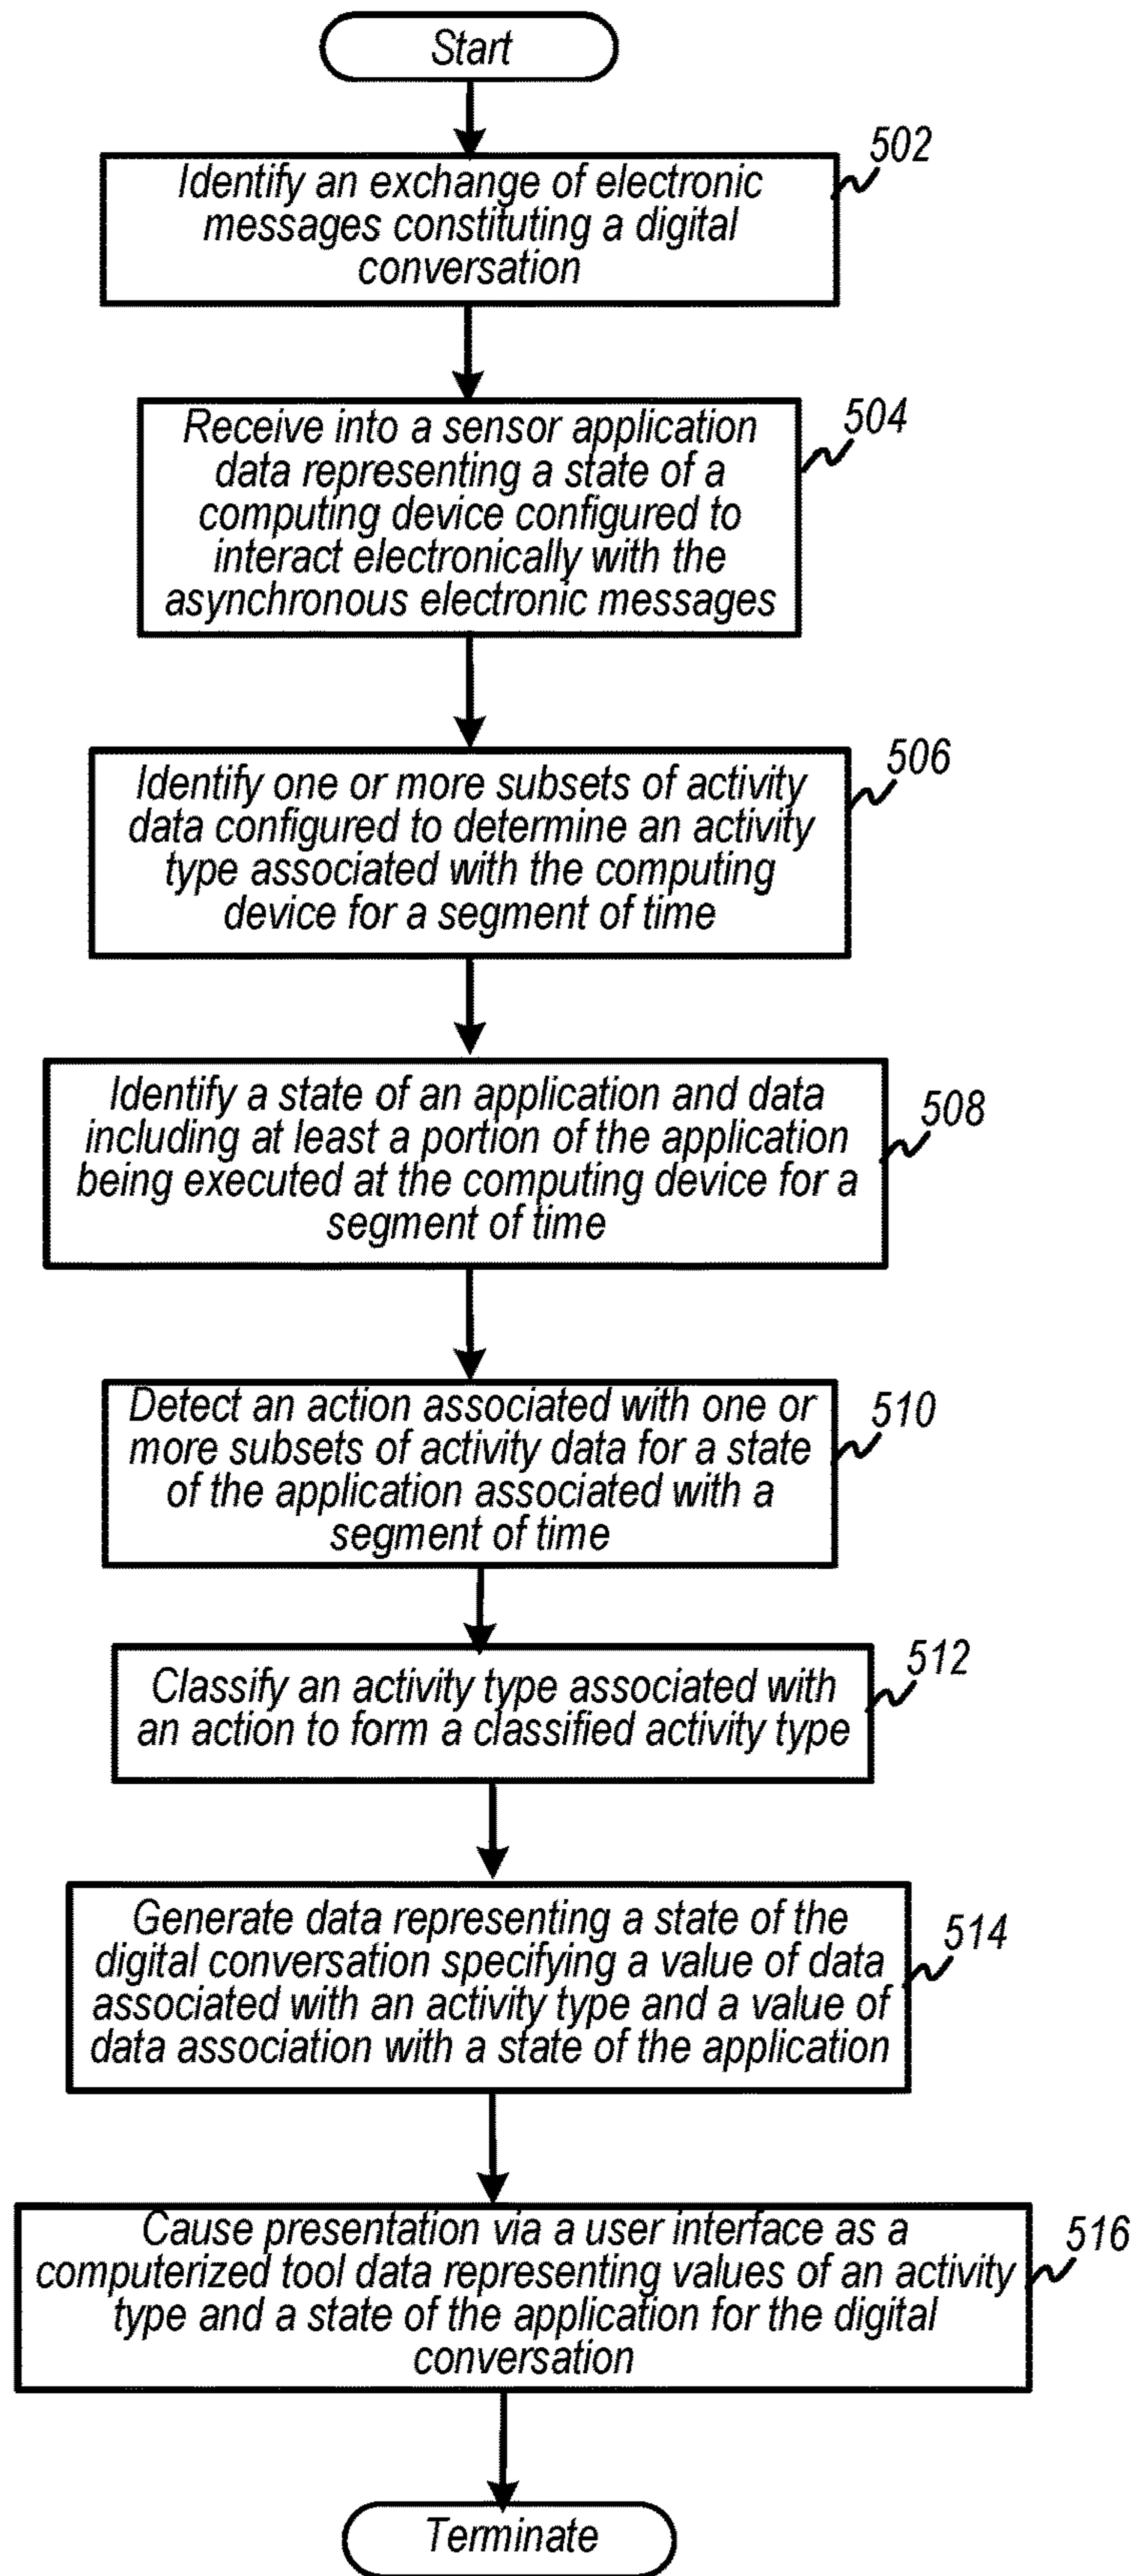 Start
502
Identify an exchange of electronic
messages constituting a digital
conversation
504
Receive into a sensor application
data representing a state of a
computing device configured to
interact electronically with the
asynchronous electronic messages
506
Identify one or more subsets of activity
data configured to determine an activity
type associated with the computing
device for a segment of time
508
Identify a state of an application and data
including at least a portion of the application
being executed at the computing device for a
segment of time
510
Detect an action associated with one or
more subsets of activity data for a state
of the application associated with a
segment of time
512
Classify an activity type associated with
an action to form a classified activity type
514
Generate data representing a state of the
digital conversation specifying a value of data
associated with an activity type and a value of
data association with a state of the application
516
Cause presentation via a user interface as a
computerized tool data representing values of an activity
type and a state of the application for the digital
conversation
Terminate